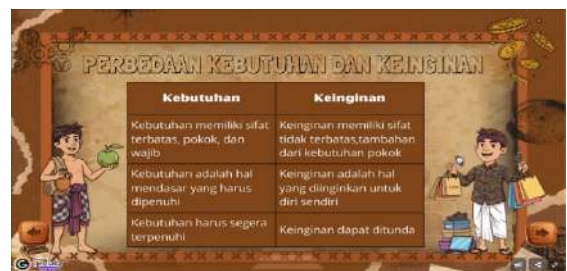 PERBEDAAN KEBUTUHAN DAN KEINGINAN
Kebutuhan
Keinginan
Kebutuhan memiliki sifat
terbatas, pokok, dan
wajib
Keinginan memiliki sifat
tidak terbatas,tambahan
dari kebutuhan pokok
Kebutuhan adalah hal
mendasar yang harus
dipenuhi
Keinginan adalah hal
yang diinginkan untuk
diri sendiri
Kebutuhan harus segera
terpenuhi
Keinginan dapat ditunda